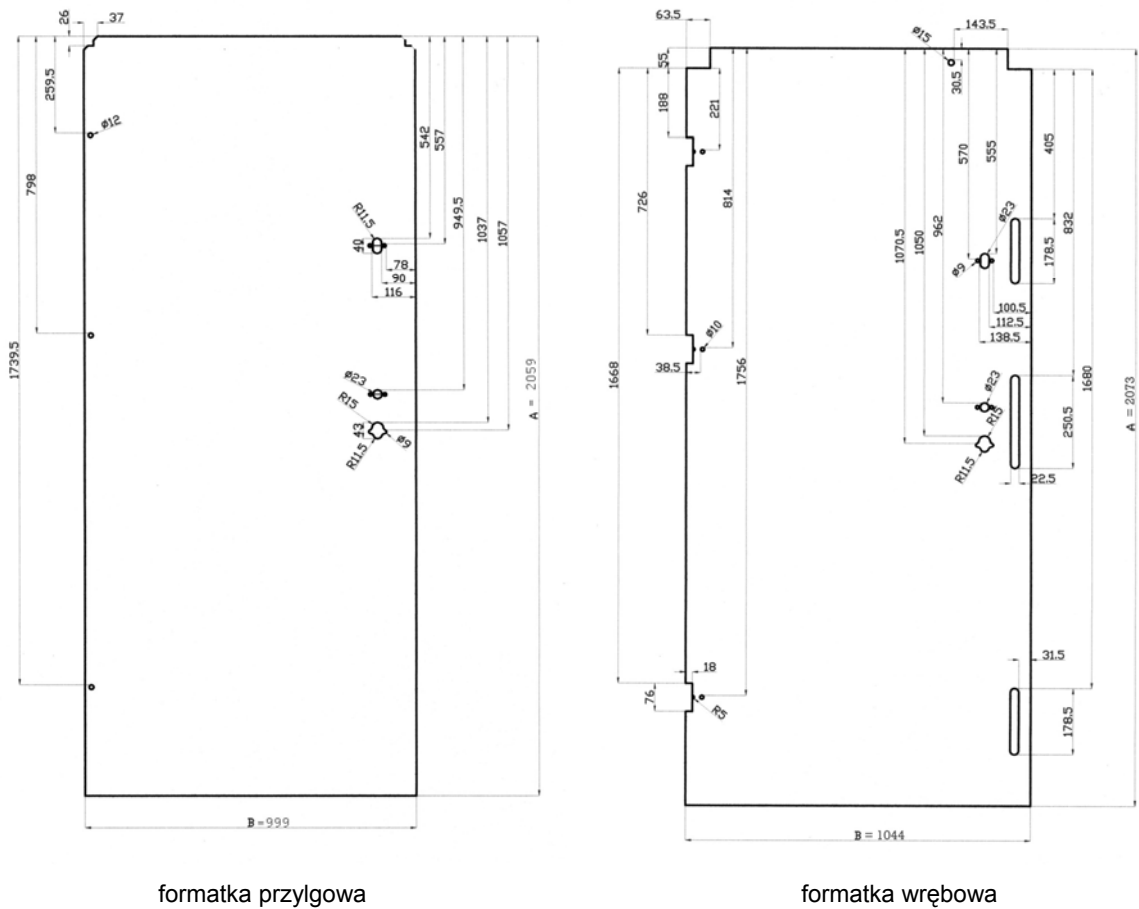 26
37
259.5
ø12
798
1739.5
542
557
949.5
1037
1057
R11.5
40
78
90
116
ø23
R15
43
ø9
R11.5
A = 2059
B =999
formatka przylgowa
63.5
ø15
143.5
55
30.5
188
221
726
814
1668
1756
ø10
38.5
18
76
R5
570
555
405
962
1050
1070.5
832
ø23
ø9
178.5
100.5
112.5
138.5
ø23
R15
R11.5
250.5
22.5
1680
31.5
178.5
A = 2073
B = 1044
formatka wrębowa